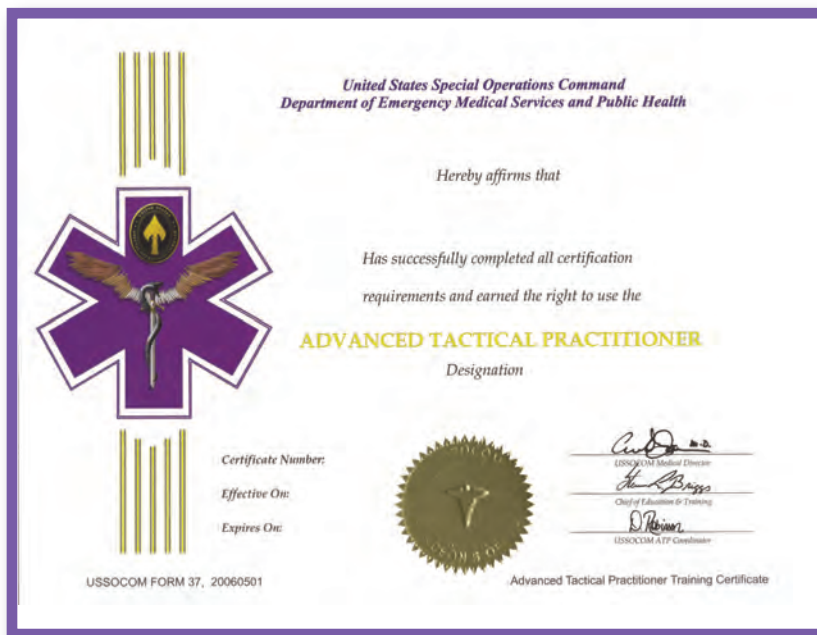 United States Special Operations Command
Department of Emergency Medical Services and Public Health
Hereby affirms that
Has successfully completed all certification
requirements and earned the right to use the
ADVANCED TACTICAL PRACTITIONER
Designation
Certificate Number:
Effective On:
Expires On:
USSOCOM Medical Director
Briggs
Chief of Education & Training
USSOCOM ATP Coordinator
USSOCOM FORM 37, 20060501
Advanced Tactical Practitioner Training Certificate